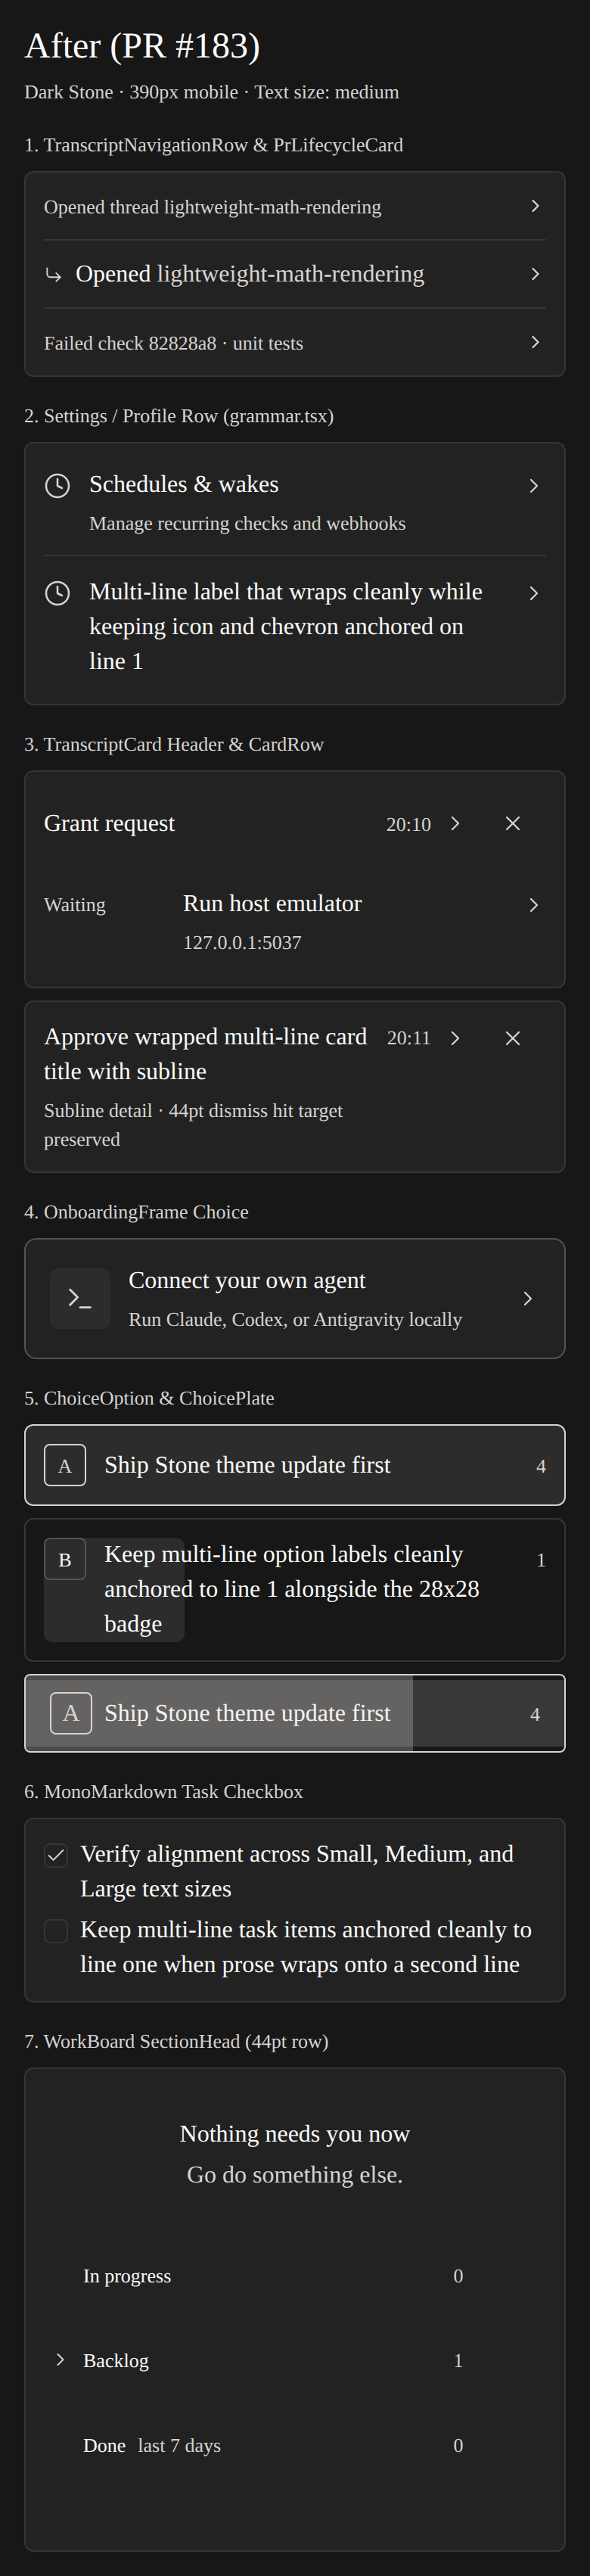 After (PR #183)
Dark Stone · 390px mobile · Text size: medium
1. TranscriptNavigationRow & PrLifecycleCard
Opened thread lightweight-math-rendering
Opened lightweight-math-rendering
Failed check 82828a8 · unit tests
2. Settings / Profile Row (grammar.tsx)
Schedules & wakes
Manage recurring checks and webhooks
Multi-line label that wraps cleanly while
keeping icon and chevron anchored on
line 1
3. TranscriptCard Header & CardRow
Grant request 20:10
Waiting Run host emulator
127.0.0.1:5037
Approve wrapped multi-line card 20:11
title with subline
Subline detail · 44pt dismiss hit target
preserved
4. OnboardingFrame Choice
Connect your own agent
Run Claude, Codex, or Antigravity locally
5. ChoiceOption & ChoicePlate
A Ship Stone theme update first 4
B Keep multi-line option labels cleanly 1
anchored to line 1 alongside the 28x28
badge
A Ship Stone theme update first 4
6. MonoMarkdown Task Checkbox
Verify alignment across Small, Medium, and
Large text sizes
Keep multi-line task items anchored cleanly to
line one when prose wraps onto a second line
7. WorkBoard SectionHead (44pt row)
Nothing needs you now
Go do something else.
In progress 0
Backlog 1
Done last 7 days 0